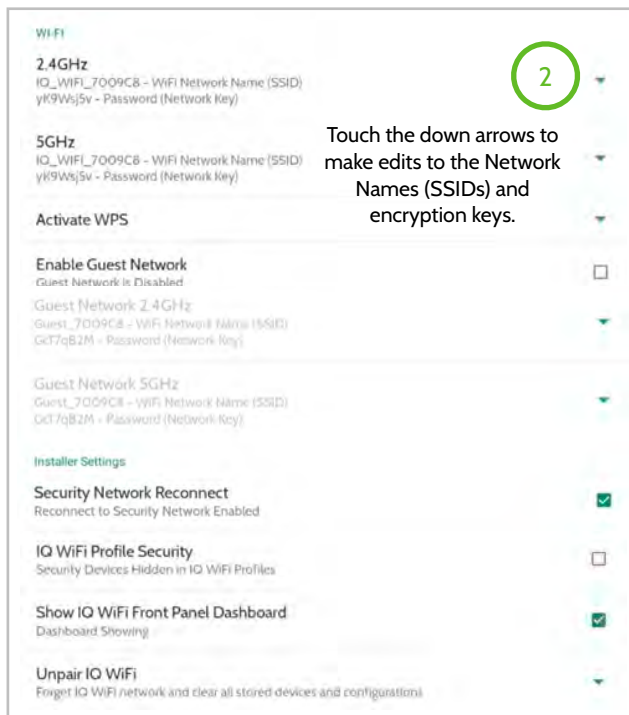 WI-FI
2.4GHz
IQ_WIFI_7009C8 - WiFi Network Name (SSID)
yK9Wsj5v - Password (Network Key)
2
5GHz
IQ_WIFI_7009C8 - WiFi Network Name (SSID)
yK9Wsj5v - Password (Network Key)
Touch the down arrows to
make edits to the Network
Names (SSIDs) and
encryption keys.
Activate WPS
Enable Guest Network
Guest Network is Disabled
Guest Network 2.4GHz
Guest_7009C8 - WiFi Network Name (SSID)
GcT7qB2M - Password (Network Key)
Guest Network 5GHz
Guest_7009C8 - WiFi Network Name (SSID)
GcT7qB2M - Password (Network Key)
Installer Settings
Security Network Reconnect
Reconnect to Security Network Enabled
IQ WiFi Profile Security
Security Devices Hidden in IQ WiFi Profiles
Show IQ WiFi Front Panel Dashboard
Dashboard Showing
Unpair IQ WiFi
Forget IQ WiFi network and clear all stored devices and configurations